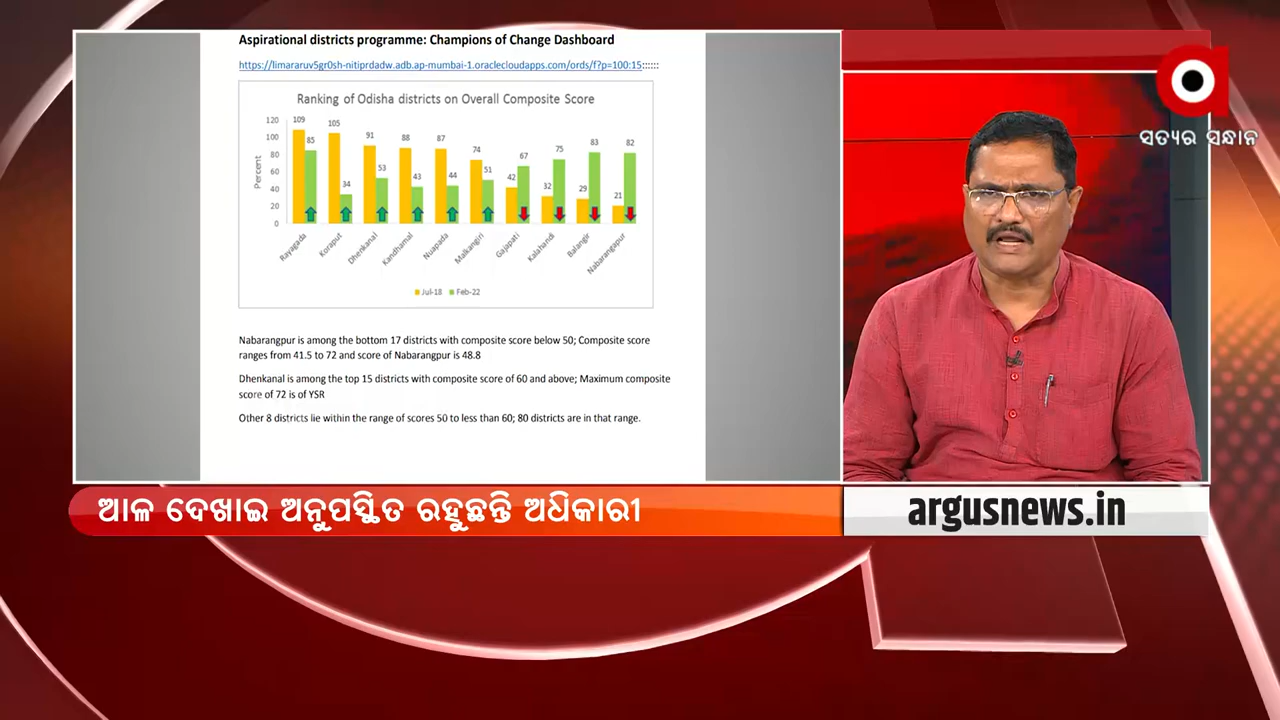 Aspirational districts programme: Champions of Change Dashboard
https://limararuv5gr0sh-nitiprdadw.adb.ap-mumbai-1.oraclecloudapps.com/ords/f?p=100:15::::::
Ranking of Odisha districts on Overall Composite Score
Percent
120
100
80
60
40
20
0
109 85
105 34
91 53
88 43
87 44
74 51
42 67
32 75
29 83
21 82
Rayagada
Koraput
Dhenkanal
Kandhamal
Nuapada
Malkangiri
Gajapati
Kalahandi
Balangir
Nabarangapur
Jul-18 Feb-22
Nabarangpur is among the bottom 17 districts with composite score below 50; Composite score
ranges from 41.5 to 72 and score of Nabarangpur is 48.8
Dhenkanal is among the top 15 districts with composite score of 60 and above; Maximum composite
score of 72 is of YSR
Other 8 districts lie within the range of scores 50 to less than 60; 80 districts are in that range.
ସତ୍ୟର ସନ୍ଧାନ
ଆଳ ଦେଖାଇ ଅନୁପସ୍ଥିତ ରହୁଛନ୍ତି ଅଧିକାରୀ
argusnews.in